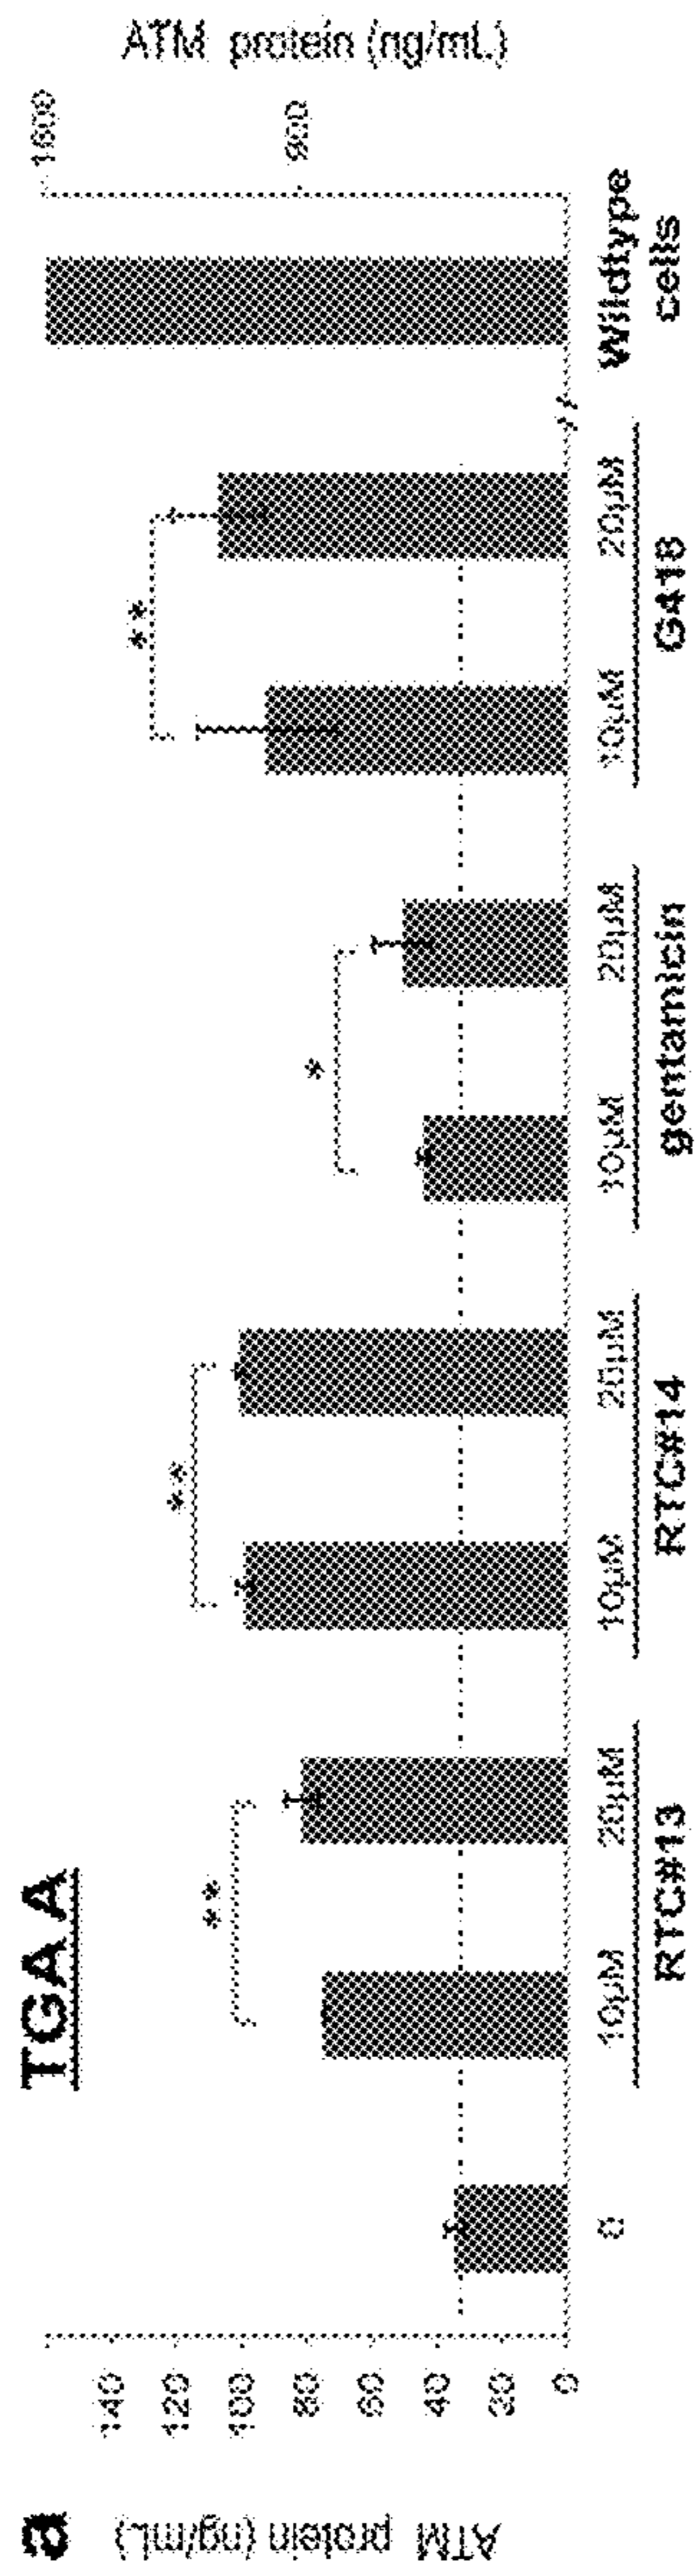 a
TGAA
ATM protein (ng/mL)
140
120
100
80
60
40
20
0
ATM protein (ng/mL)
1600
0
10μM
20μM
10μM
20μM
10μM
20μM
10μM
20μM
Wildtype
cells
RTC#13
RTC#14
gentamicin
G418
**
**
*
**